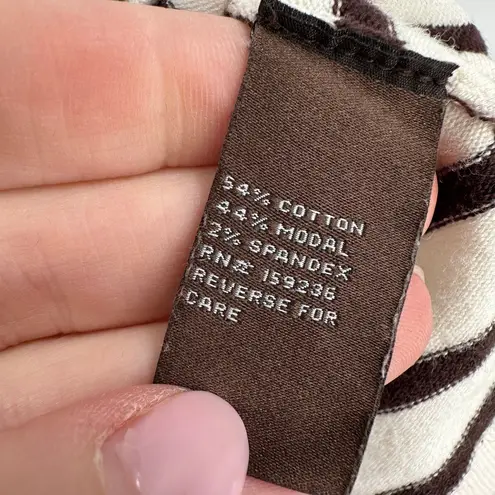 54% COTTON
44% MODAL
2% SPANDEX
RN# 159236
REVERSE FOR
CARE